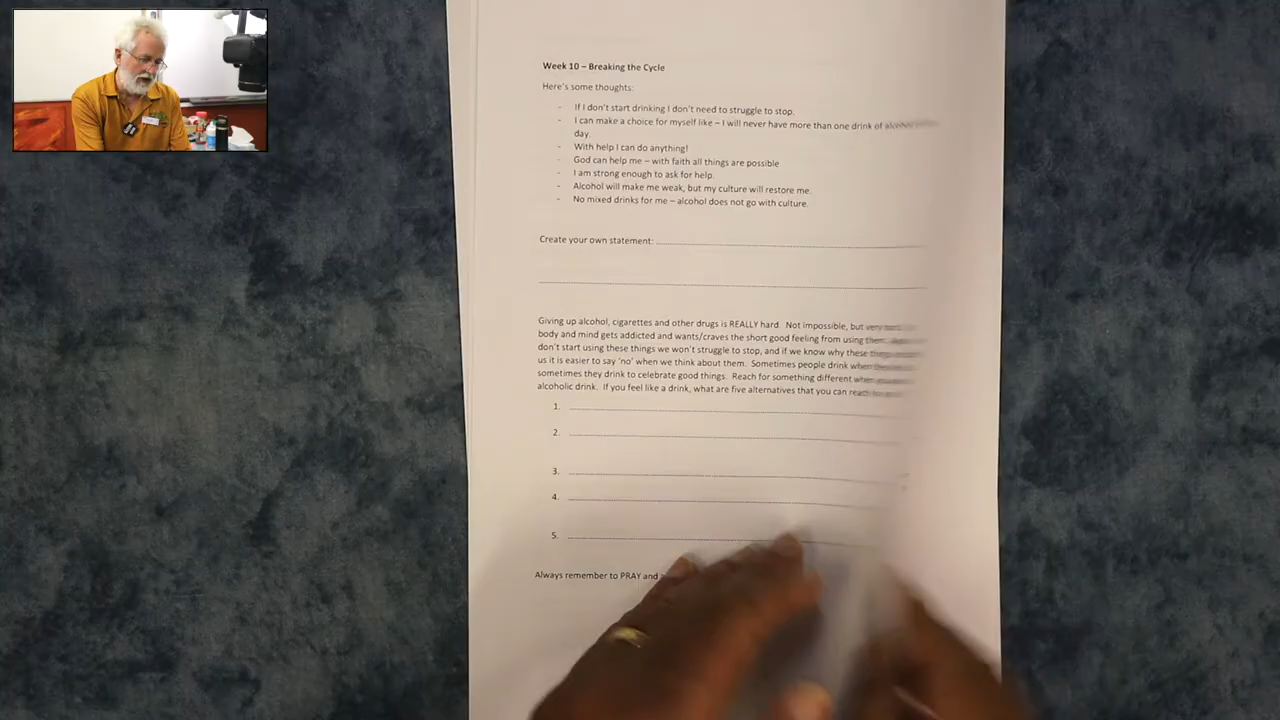 Week 10 – Breaking the Cycle
Here's some thoughts:
- If I don't start drinking I don't need to struggle to stop.
- I can make a choice for myself like – I will never have more than one drink of alcohol
day.
- With help I can do anything!
- God can help me – with faith all things are possible
- I am strong enough to ask for help.
- Alcohol will make me weak, but my culture will restore me.
- No mixed drinks for me – alcohol does not go with culture.
Create your own statement:
Giving up alcohol, cigarettes and other drugs is REALLY hard. Not impossible, but very
body and mind gets addicted and wants/craves the short good feeling from using them.
don't start using these things we won't struggle to stop, and if we know why these things
us it is easier to say 'no' when we think about them. Sometimes people drink when
sometimes they drink to celebrate good things. Reach for something different when
alcoholic drink. If you feel like a drink, what are five alternatives that you can reach
1.
2.
3.
4.
5.
Always remember to PRAY and